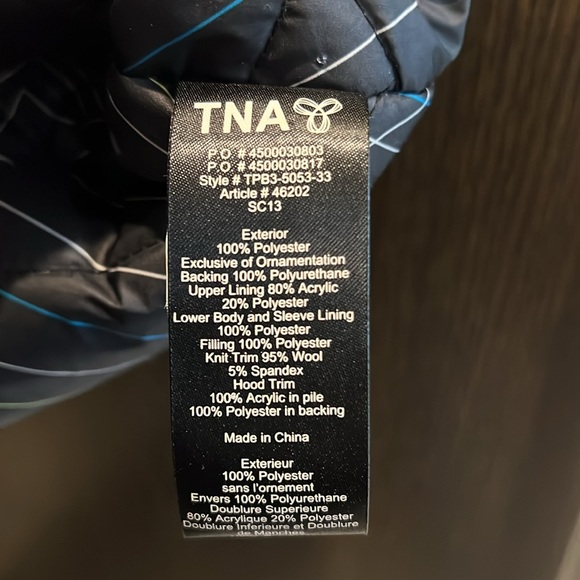 TNA
P.O # 4500030803
P.O # 4500030817
Style # TPB3-5053-33
Article # 46202
SC13
Exterior
100% Polyester
Exclusive of Ornamentation
Backing 100% Polyurethane
Upper Lining 80% Acrylic
20% Polyester
Lower Body and Sleeve Lining
100% Polyester
Filling 100% Polyester
Knit Trim 95% Wool
5% Spandex
Hood Trim
100% Acrylic in pile
100% Polyester in backing
Made in China
Exterieur
100% Polyester
sans l'ornement
Envers 100% Polyurethane
Doublure Superieure
80% Acrylique 20% Polyester
Doublure Inferieure et Doublure
de Manches